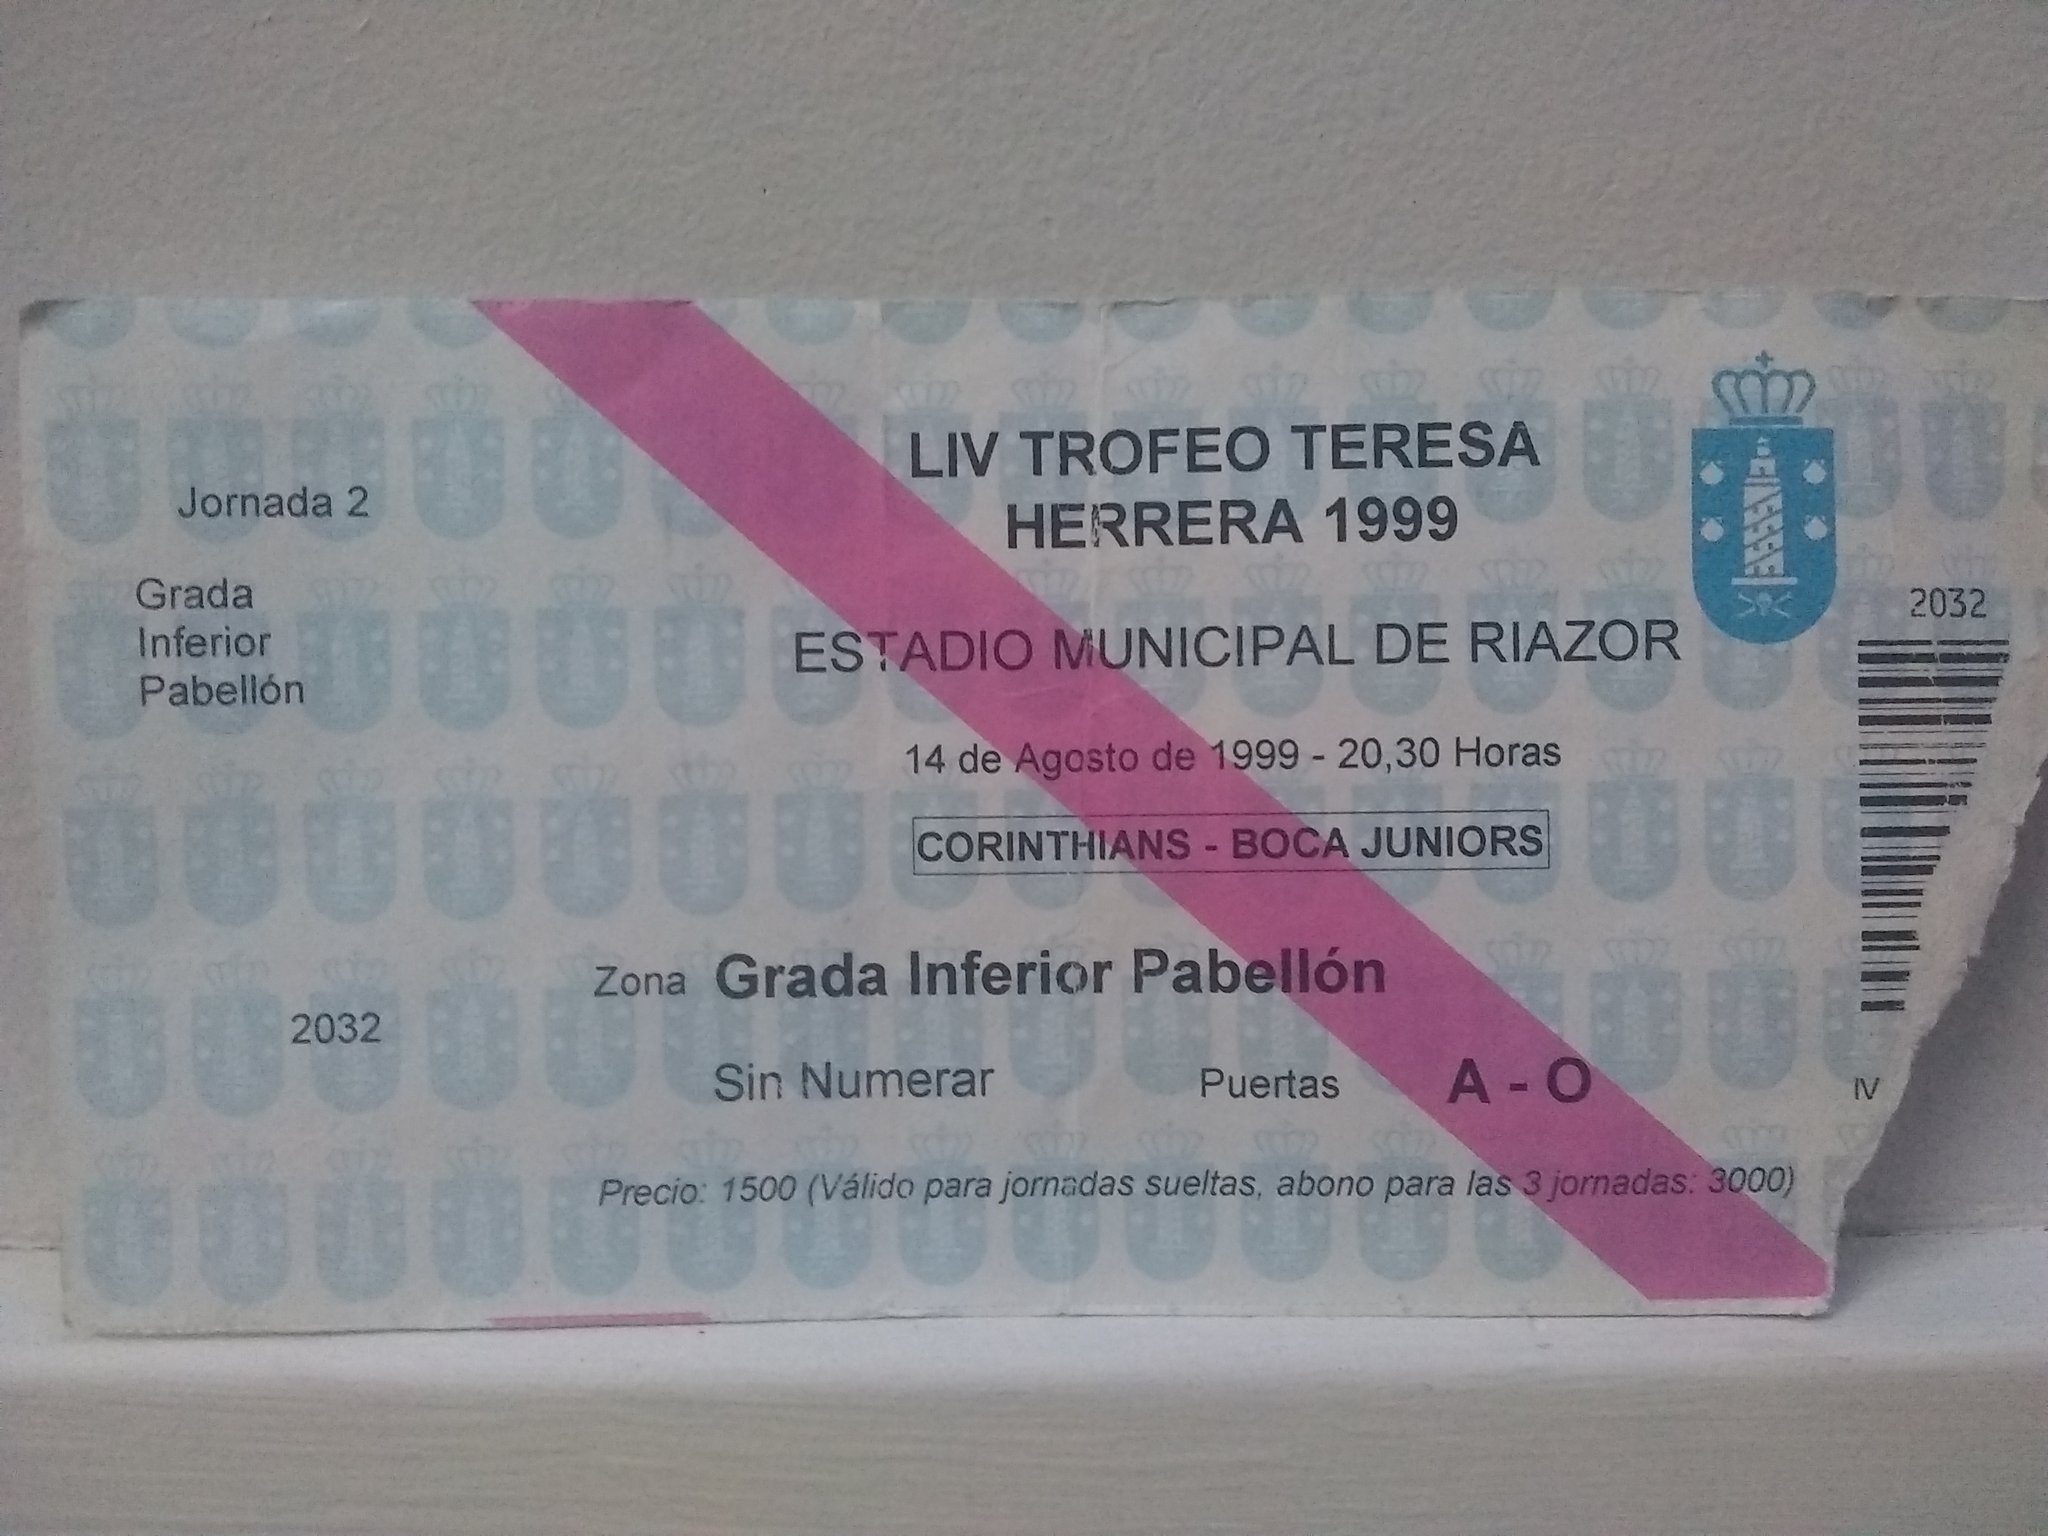 Jornada 2
Grada
Inferior
Pabellón
2032
LIV TROFEO TERESA
HERRERA 1999
ESTADIO MUNICIPAL DE RIAZOR
14 de Agosto de 1999 - 20,30 Horas
CORINTHIANS - BOCA JUNIORS
Zona Grada Inferior Pabellón
Sin Numerar Puertas A - O
Precio: 1500 (Válido para jornadas sueltas, abono para las 3 jornadas: 3000)
2032
IV